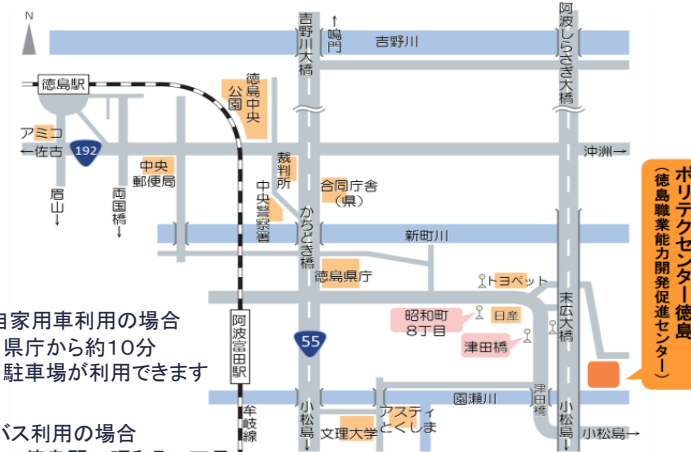 N
↑鳴門
吉野川大橋
吉野川
阿波しらさぎ大橋
徳島駅
徳島中央公園
アミコ
←佐古
192
沖洲→
中央
郵便局
裁判所
中央警察署
合同庁舎
(県)
眉山→
両国橋→
かちどき橋
新町川
ポリテクセンター徳島
(徳島職業能力開発促進センター)
徳島県庁
トヨペット
昭和町
8丁目
日産
末広大橋
津田橋
自家用車利用の場合
県庁から約10分
駐車場が利用できます
阿波富田駅
55
園瀬川
津田橋
牟岐線
小松島→
文理大学
アスティ
とくしま
小松島→
小松島→
バス利用の場合